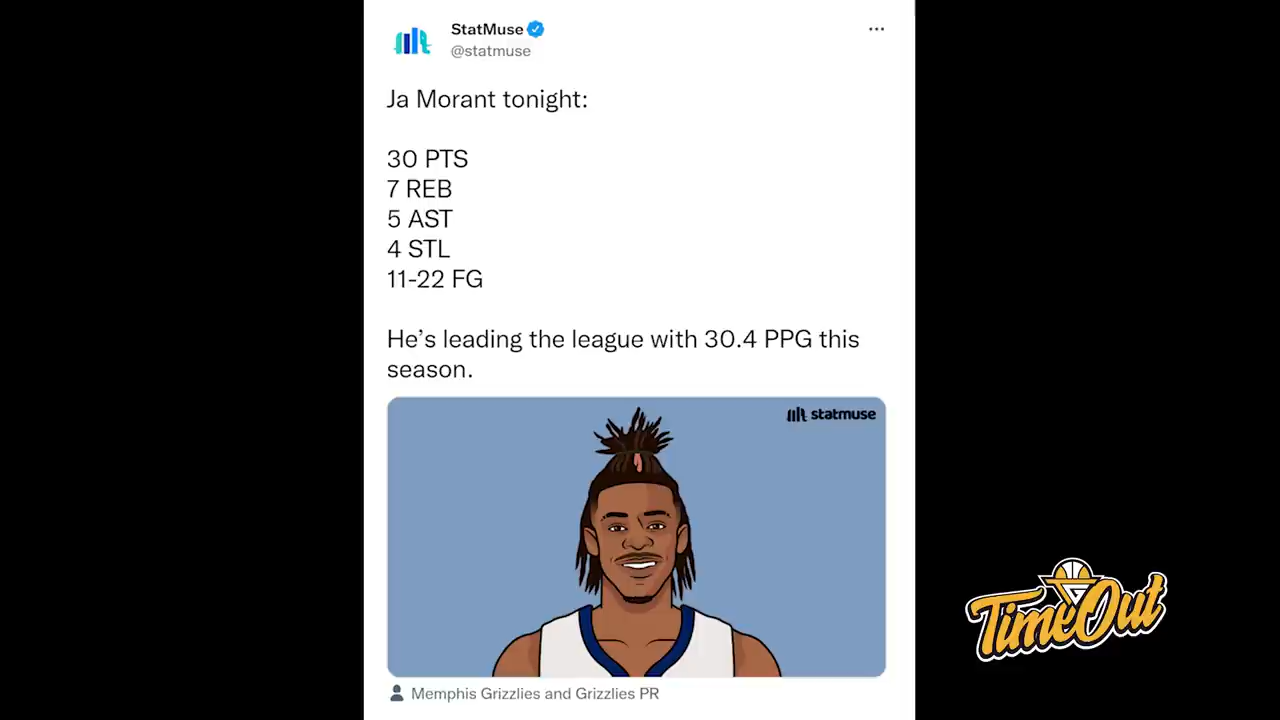 StatMuse
@statmuse
Ja Morant tonight:
30 PTS
7 REB
5 AST
4 STL
11-22 FG
He’s leading the league with 30.4 PPG this
season.
statmuse
Memphis Grizzlies and Grizzlies PR
TimeOut